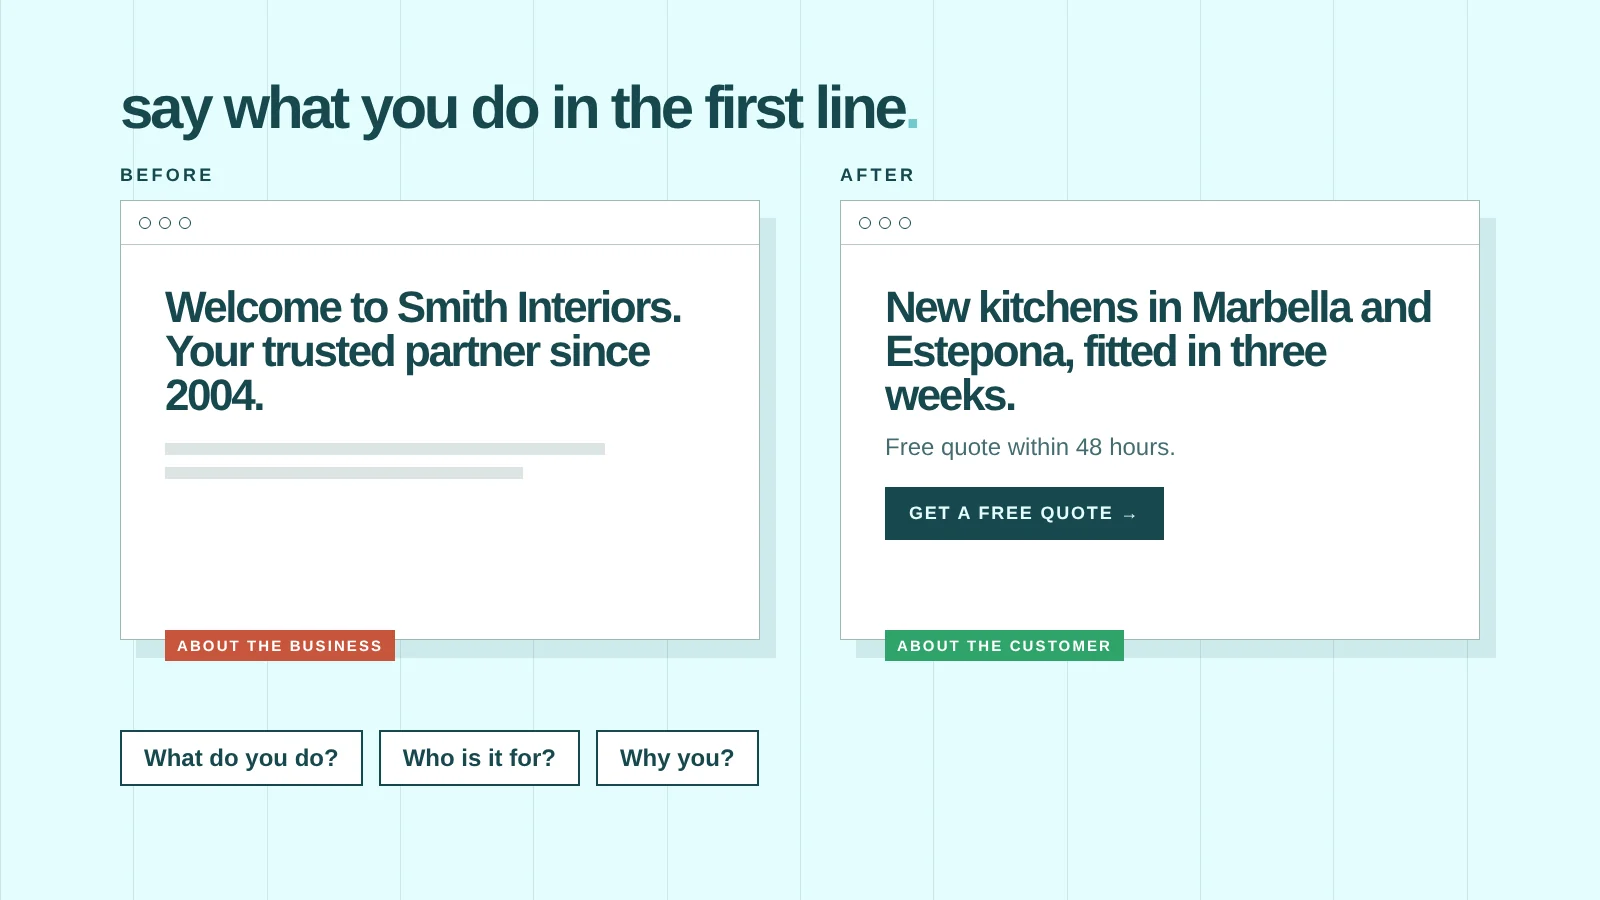 say what you do in the first line.
BEFORE
Welcome to Smith Interiors.
Your trusted partner since
2004.
ABOUT THE BUSINESS
AFTER
New kitchens in Marbella and
Estepona, fitted in three
weeks.
Free quote within 48 hours.
GET A FREE QUOTE →
ABOUT THE CUSTOMER
What do you do?
Who is it for?
Why you?